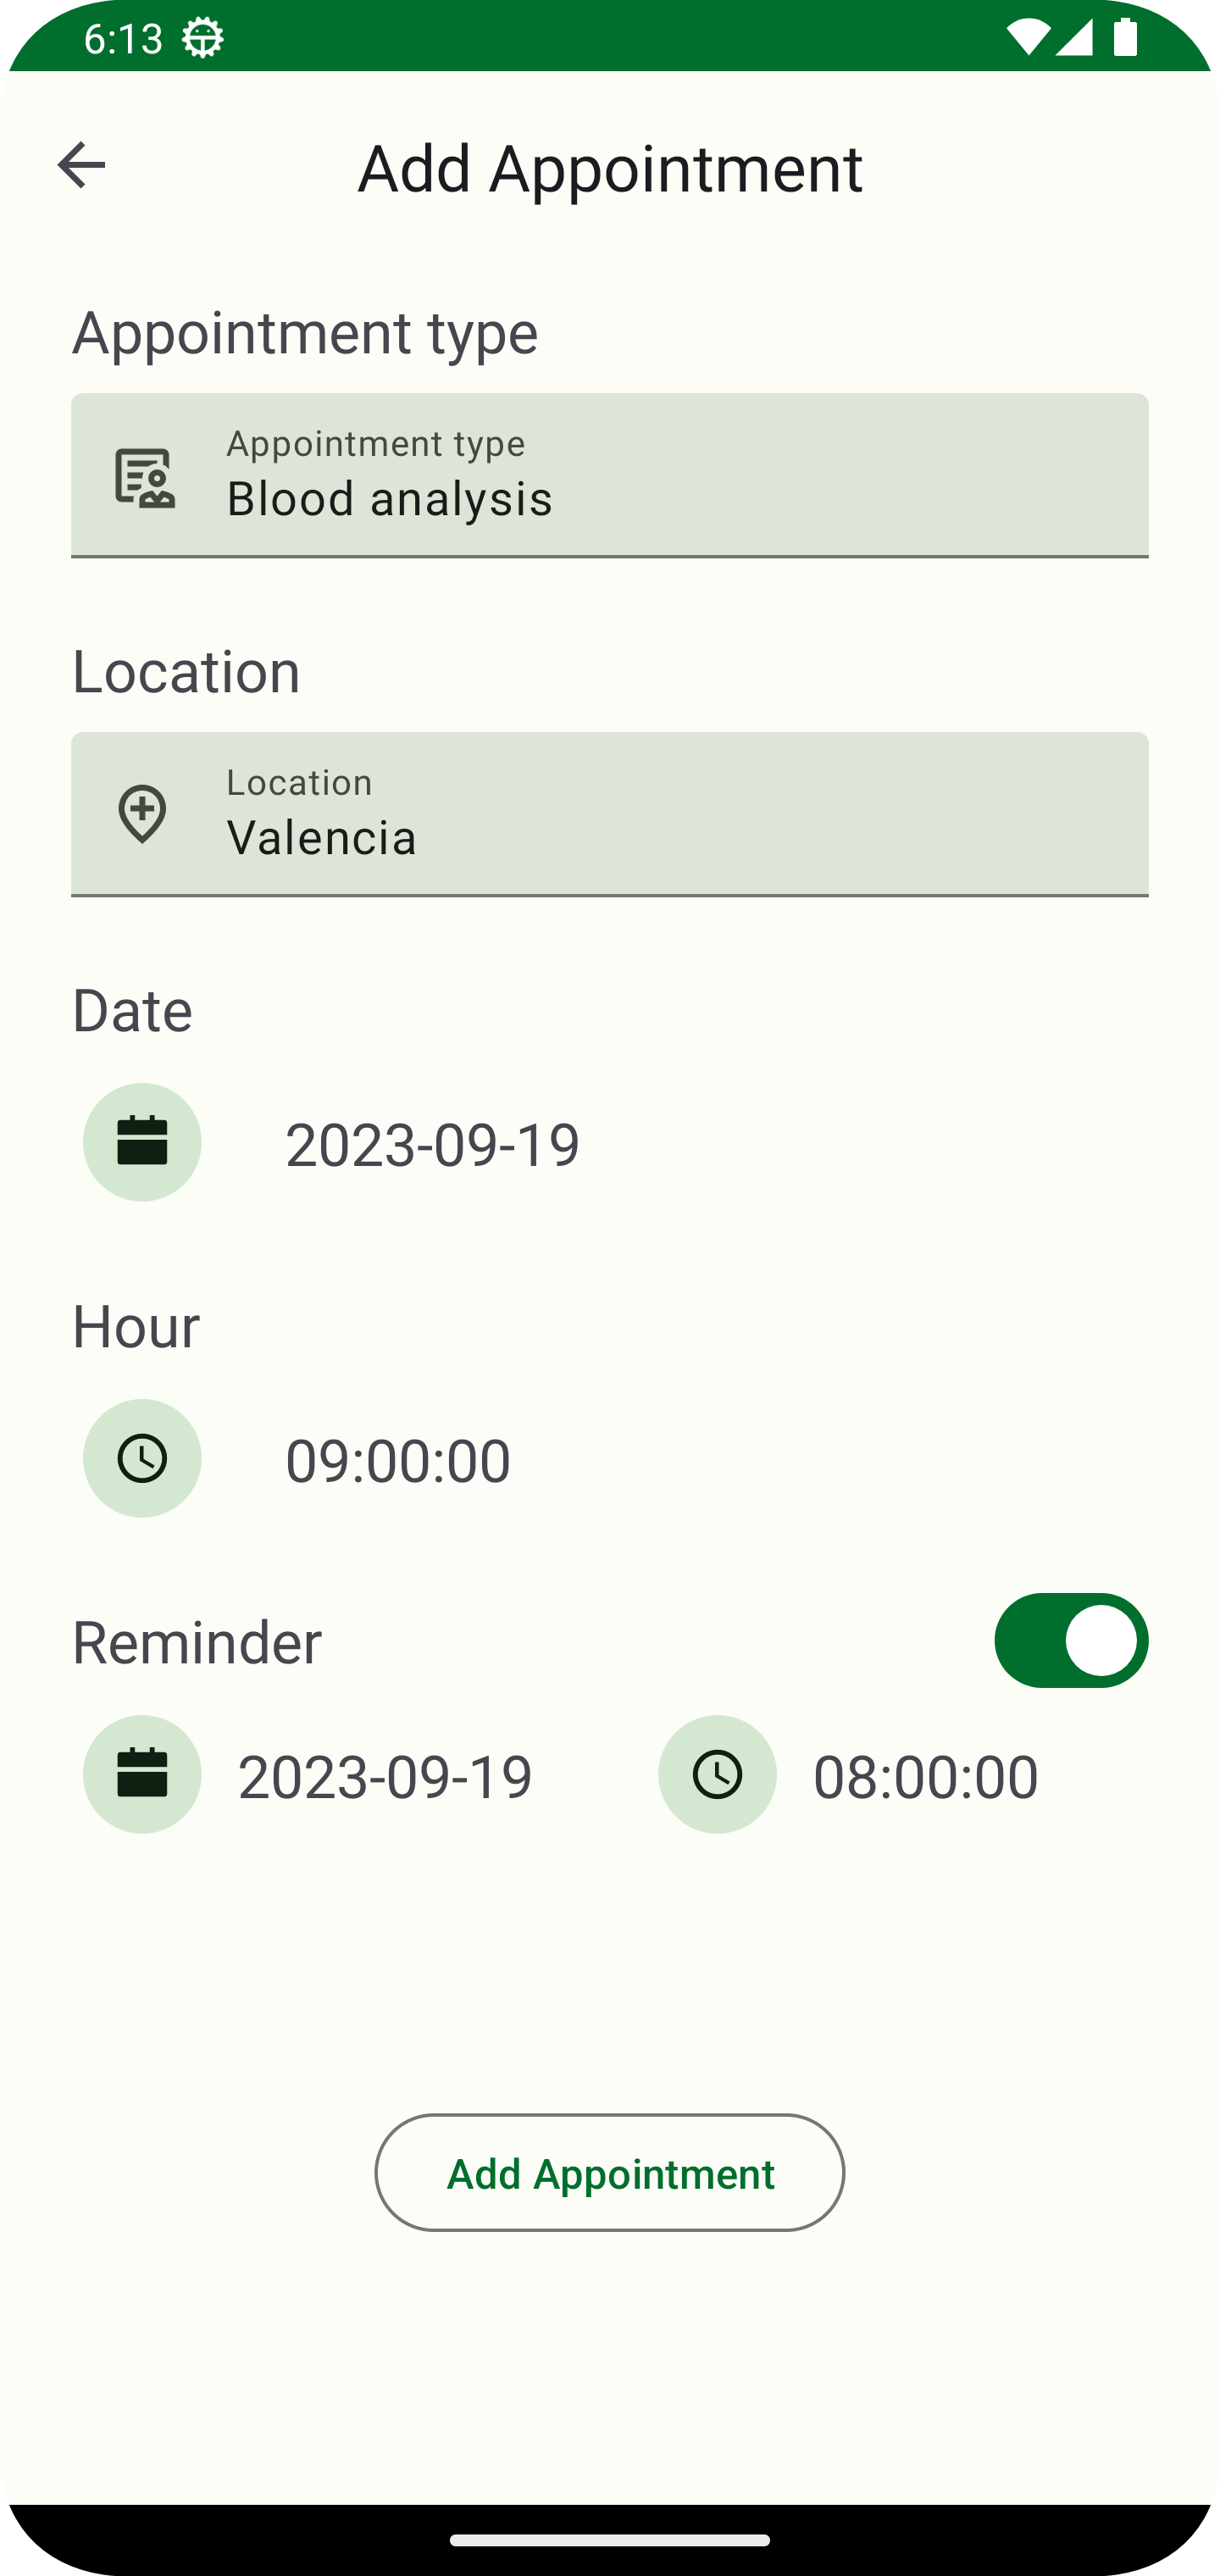 6:13
Add Appointment
Appointment type
Appointment type
Blood analysis
Location
Location
Valencia
Date
2023-09-19
Hour
09:00:00
Reminder
2023-09-19 08:00:00
Add Appointment